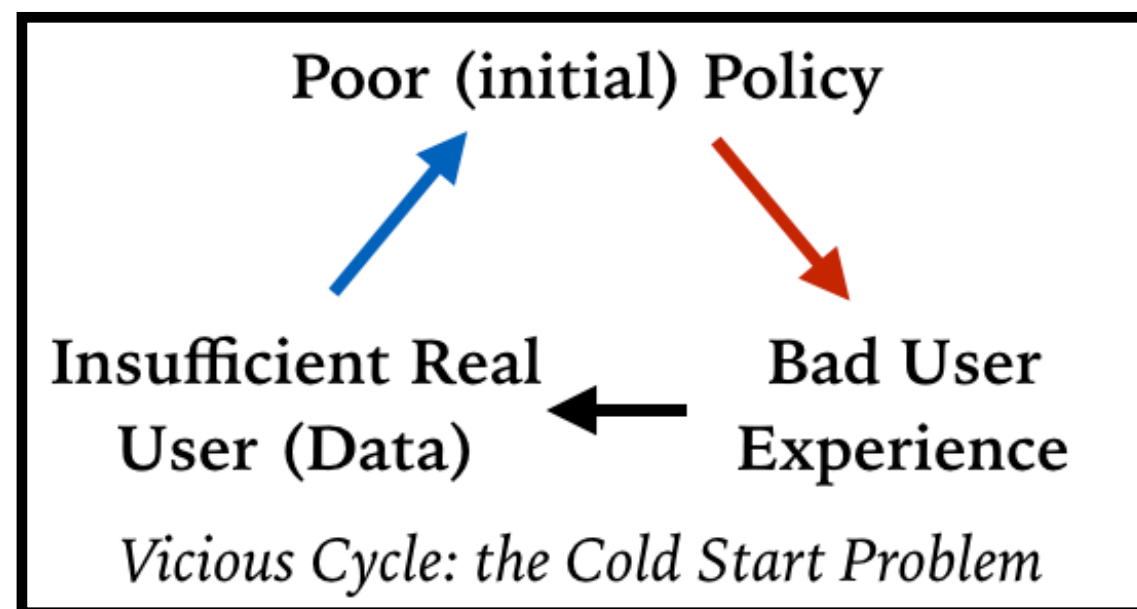 Poor (initial) Policy
Insufficient Real
User (Data)
Bad User
Experience
Vicious Cycle: the Cold Start Problem